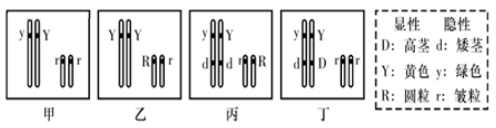 y Y r r
Y Y R r
y Y d d r R
y Y d D r r
甲 乙 丙 丁
显性 隐性
D：高茎 d：矮茎
Y：黄色 y：绿色
R：圆粒 r：皱粒